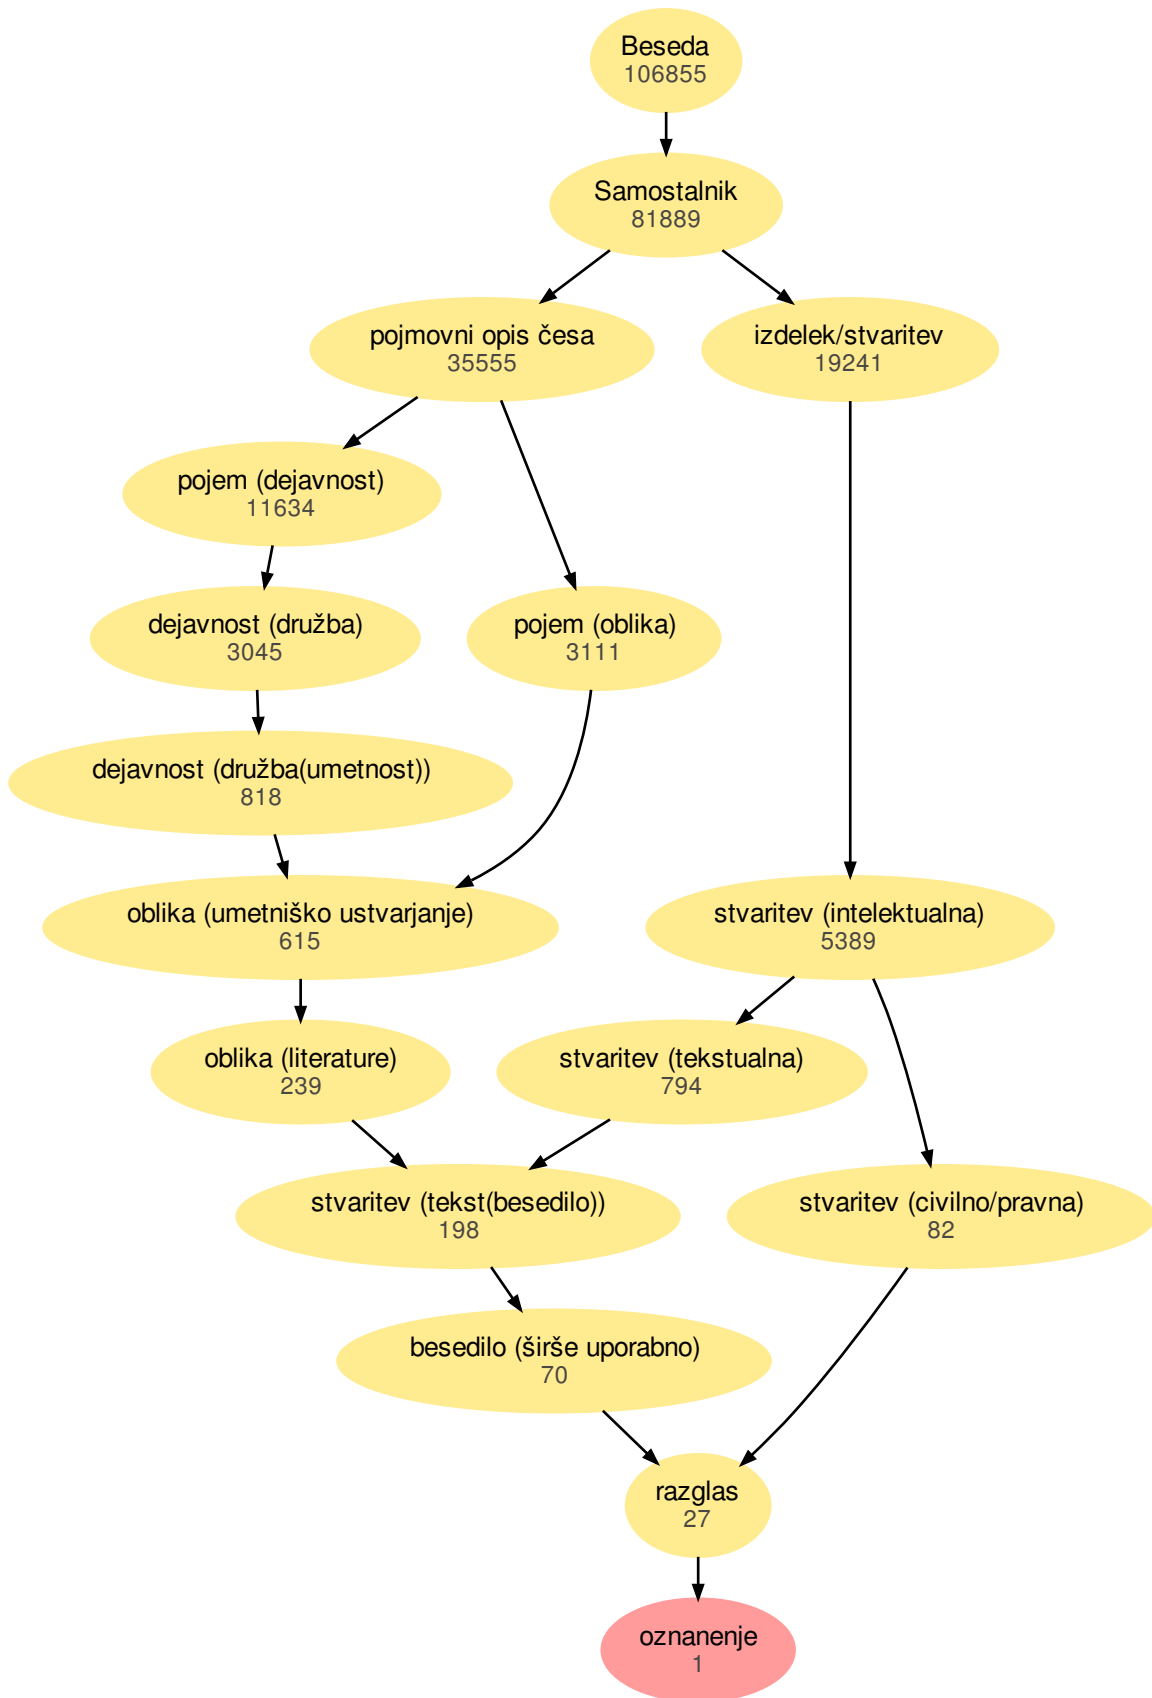 Beseda
106855
Samostalnik
81889
pojmovni opis česa
35555
izdelek/stvaritev
19241
pojem (dejavnost)
11634
dejavnost (družba)
3045
pojem (oblika)
3111
dejavnost (družba(umetnost))
818
oblika (umetniško ustvarjanje)
615
stvaritev (intelektualna)
5389
oblika (literature)
239
stvaritev (tekstualna)
794
stvaritev (tekst(besedilo))
198
stvaritev (civilno/pravna)
82
besedilo (širše uporabno)
70
razglas
27
oznanenje
1